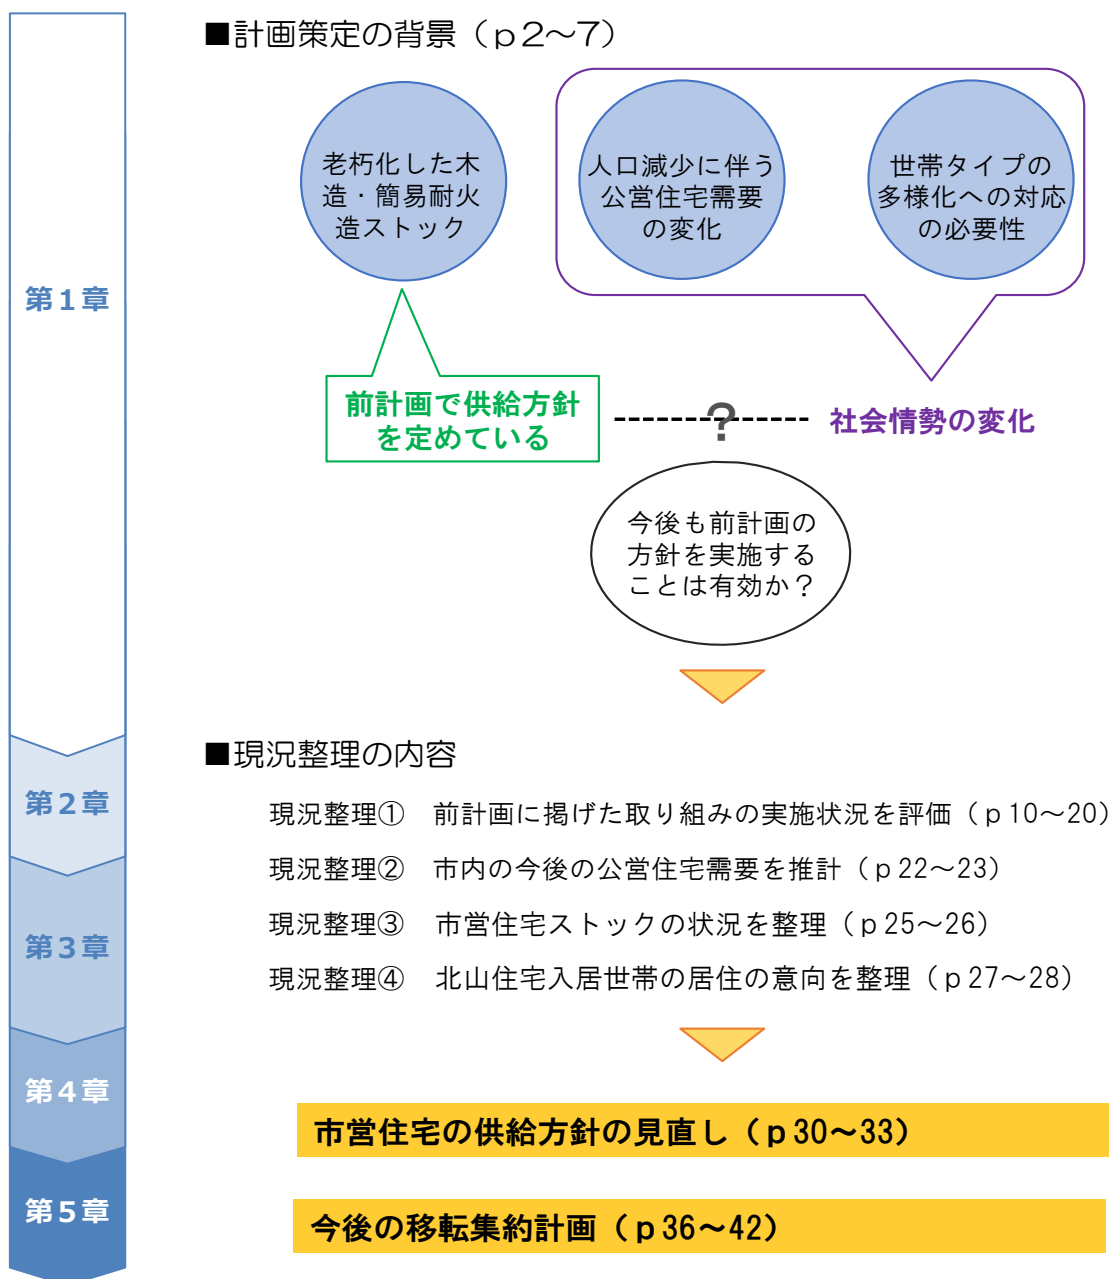 ■計画策定の背景（p2～7）
老朽化した木
造・簡易耐火
造ストック
人口減少に伴う
公営住宅需要
の変化
世帯タイプの
多様化への対応
の必要性
第1章
前計画で供給方針
を定めている
?
社会情勢の変化
今後も前計画の
方針を実施する
ことは有効か？
■現況整理の内容
第2章
現況整理①　前計画に掲げた取り組みの実施状況を評価（p10～20）
現況整理②　市内の今後の公営住宅需要を推計（p22～23）
第3章
現況整理③　市営住宅ストックの状況を整理（p25～26）
現況整理④　北山住宅入居世帯の居住の意向を整理（p27～28）
第4章
市営住宅の供給方針の見直し（p30～33）
第5章
今後の移転集約計画（p36～42）